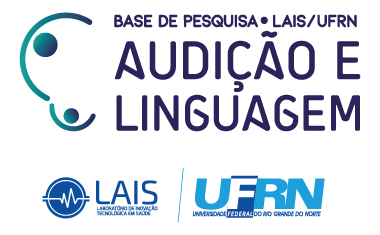 BASE DE PESQUISA • LAIS/UFRN
AUDIÇÃO E
LINGUAGEM
LAIS
LABORATÓRIO DE INOVAÇÃO
TECNOLÓGICA EM SAÚDE
UFRN
UNIVERSIDADE FEDERAL DO RIO GRANDE DO NORTE